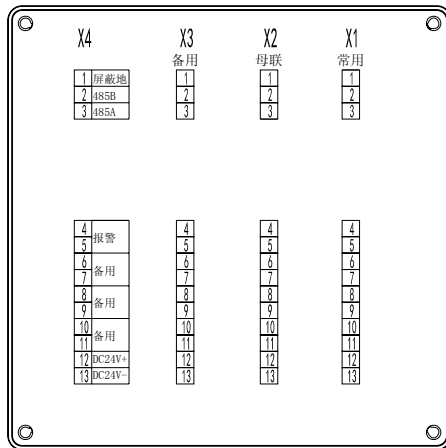 X4 X3 X2 X1
备用 母联 常用
1 屏蔽地 1 1 1
2 485B 2 2 2
3 485A 3 3 3
4 报警 4 4 4
5 5 5 5
6 备用 6 6 6
7 7 7 7
8 备用 8 8 8
9 9 9 9
10 备用 10 10 10
11 11 11 11
12 DC24V+ 12 12 12
13 DC24V- 13 13 13